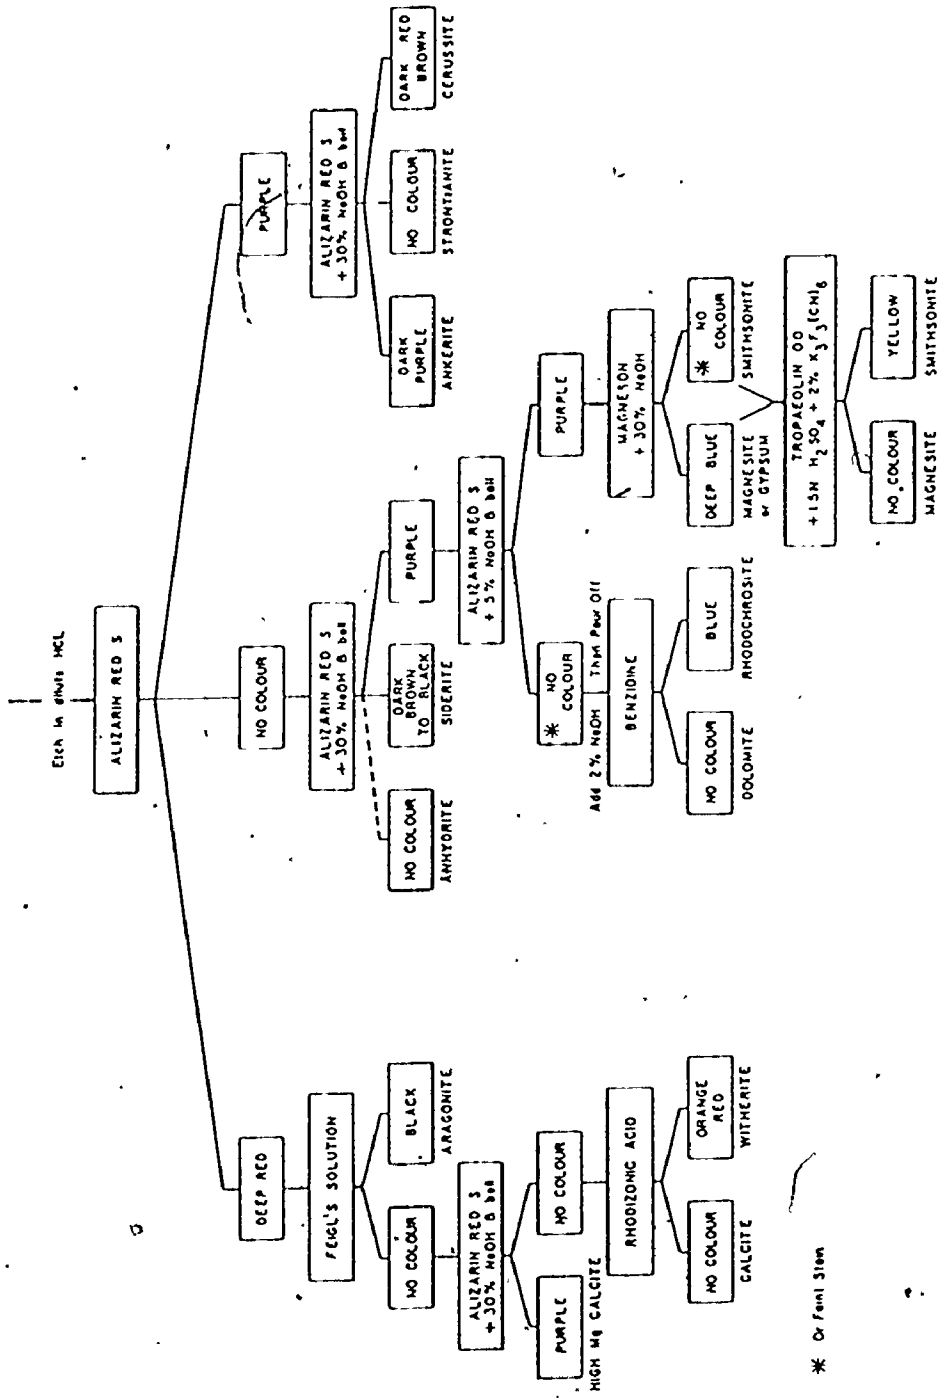 Etch in dilute HCL
ALIZARIN RED S
DEEP RED
NO COLOUR
PURPLE
FEIGL'S SOLUTION
ALIZARIN RED S
+ 30% NaOH & boil
ALIZARIN RED S
+ 30% NaOH & boil
NO COLOUR
BLACK
ARAGONITE
NO COLOUR
ANHYDRITE
DARK
BROWN
TO BLACK
SIDERITE
PURPLE
DARK
PURPLE
ANKERITE
NO COLOUR
STRONTIANITE
DARK RED
BROWN
CERUSSITE
ALIZARIN RED S
+ 30% NaOH & boil
ALIZARIN RED S
+ 5% NaOH & boil
PURPLE
HIGH Mg CALCITE
NO COLOUR
* NO
COLOUR
PURPLE
Add 2% NaOH Then Pour Off
RHODIZONIC ACID
BENZIDINE
MAGNESON
+ 30% NaOH
NO COLOUR
CALCITE
ORANGE
RED
WITHERITE
NO COLOUR
DOLOMITE
BLUE
RHODOCHROSITE
DEEP BLUE
MAGNESITE
or GYPSUM
* NO
COLOUR
SMITHSONITE
TROPAEOLIN OO
+ 1.5N H2SO4 + 2% K3F3(CN)6
NO COLOUR
MAGNESITE
YELLOW
SMITHSONITE
* Or Faint Stain